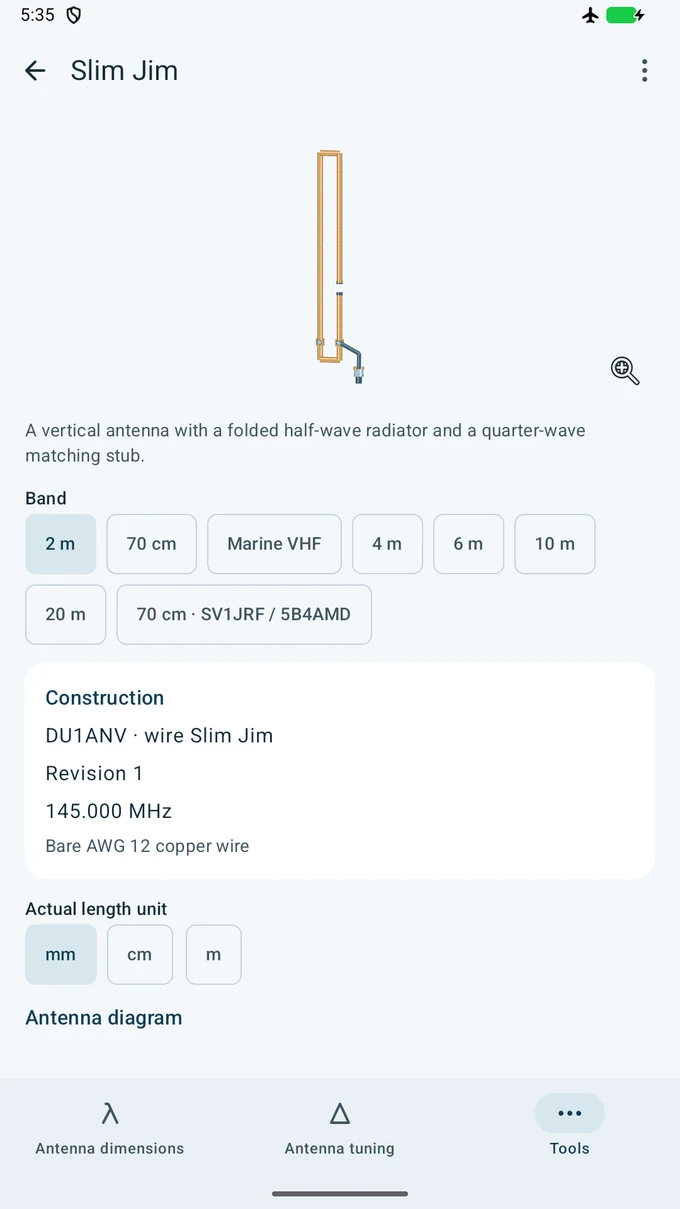 5:35
Slim Jim
A vertical antenna with a folded half-wave radiator and a quarter-wave
matching stub.
Band
2 m
70 cm
Marine VHF
4 m
6 m
10 m
20 m
70 cm · SV1JRF / 5B4AMD
Construction
DU1ANV · wire Slim Jim
Revision 1
145.000 MHz
Bare AWG 12 copper wire
Actual length unit
mm
cm
m
Antenna diagram
λ
Δ
Antenna dimensions
Antenna tuning
Tools